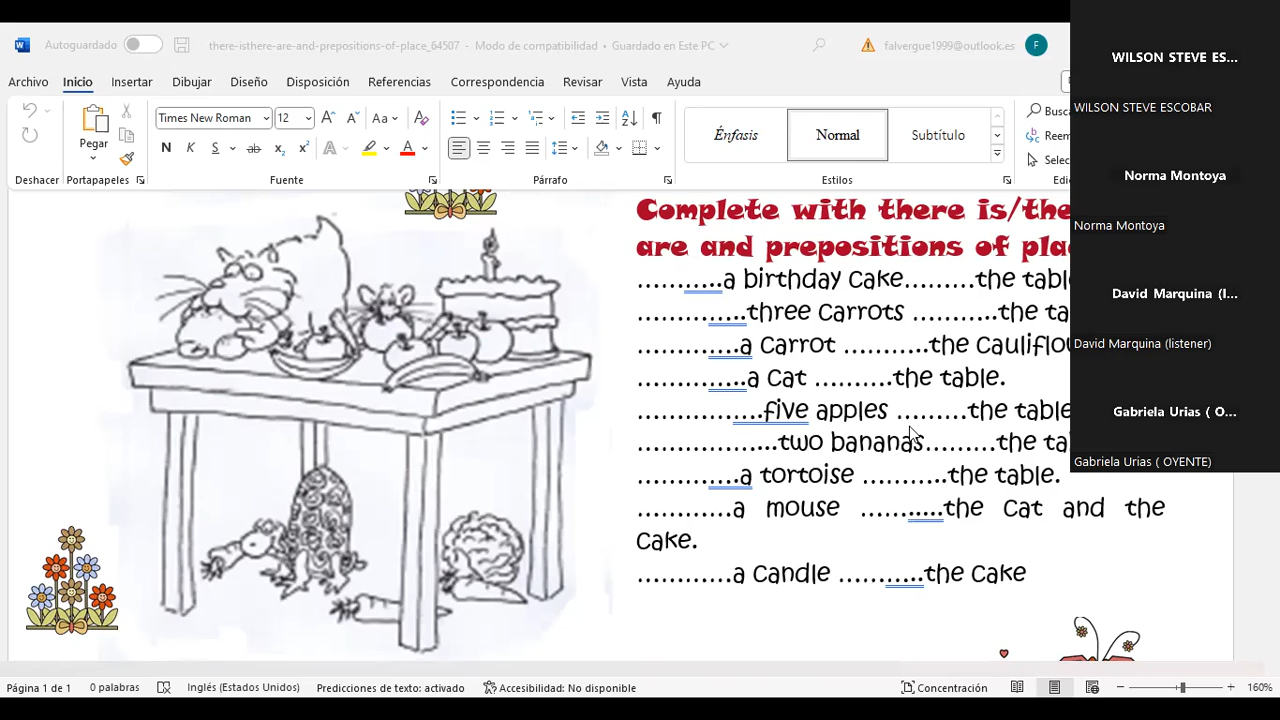 Autoguardado there-isthere-are-and-prepositions-of-place_64507 - Modo de compatibilidad • Guardado en Este PC falvergue1999@outlook.es F
Archivo Inicio Insertar Dibujar Diseño Disposición Referencias Correspondencia Revisar Vista Ayuda
Times New Roman 12 Aa Énfasis Normal Subtítulo
Pegar N K S ab x₂ x² A A
Deshacer Portapapeles Fuente Párrafo Estilos
Complete with there is/the
are and prepositions of pla
…………..a birthday cake………the table
…………..three carrots ………..the ta
…………..a carrot ………..the cauliflo
…………..a cat ……….the table.
…………….five apples ………the table
……………...two bananas………the ta
…………..a tortoise ………..the table.
…………a mouse ……….the cat and the
cake.
…………a candle ………..the cake
WILSON STEVE ES...
WILSON STEVE ESCOBAR
Norma Montoya
Norma Montoya
David Marquina (l...
David Marquina (listener)
Gabriela Urias ( O...
Gabriela Urias ( OYENTE)
Página 1 de 1 0 palabras Inglés (Estados Unidos) Predicciones de texto: activado Accesibilidad: No disponible Concentración 160%